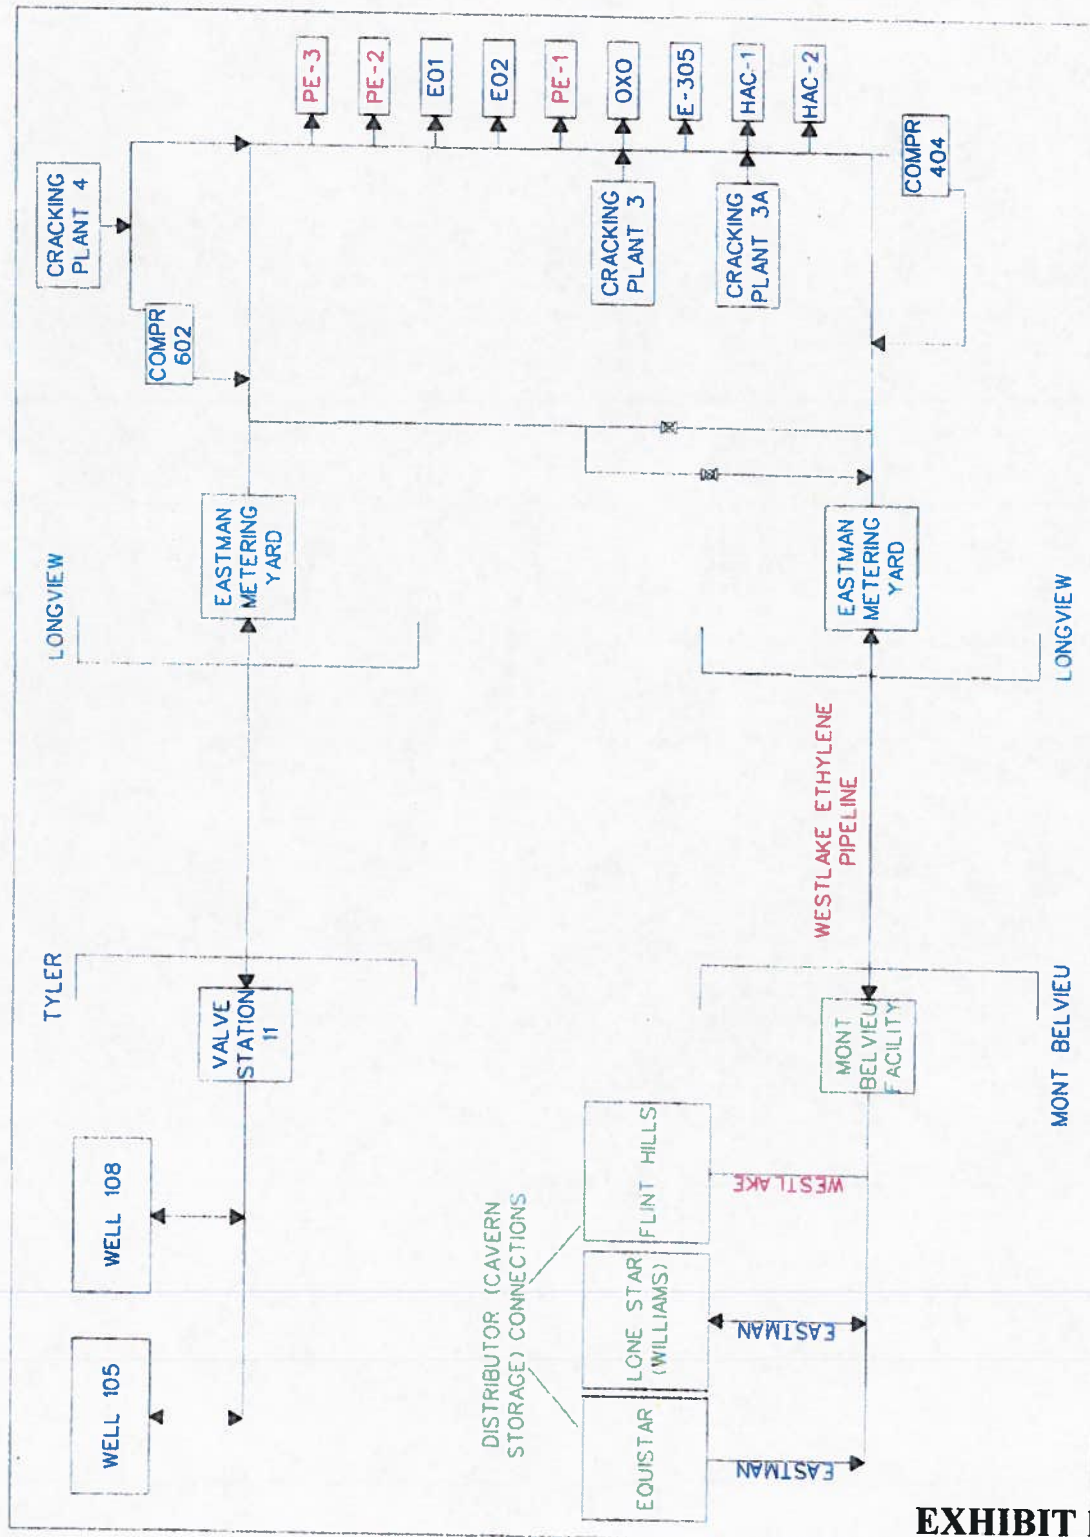 TYLER
LONGVIEW
WELL 105
WELL 108
VALVE
STATION
11
EASTMAN
METERING
YARD
COMPR
602
CRACKING
PLANT 4
PE-3
PE-2
EO1
EO2
PE-1
OXO
E-305
HAC-1
HAC-2
CRACKING
PLANT 3
CRACKING
PLANT 3A
COMPR
404
DISTRIBUTOR (CAVERN
STORAGE) CONNECTIONS
EQUISTAR
LONE STAR
(WILLIAMS)
FLINT HILLS
EASTMAN
EASTMAN
WESTLAKE
MONT
BELVIEU
FACILITY
WESTLAKE ETHYLENE
PIPELINE
EASTMAN
METERING
YARD
MONT BELVIEU
LONGVIEW
EXHIBIT